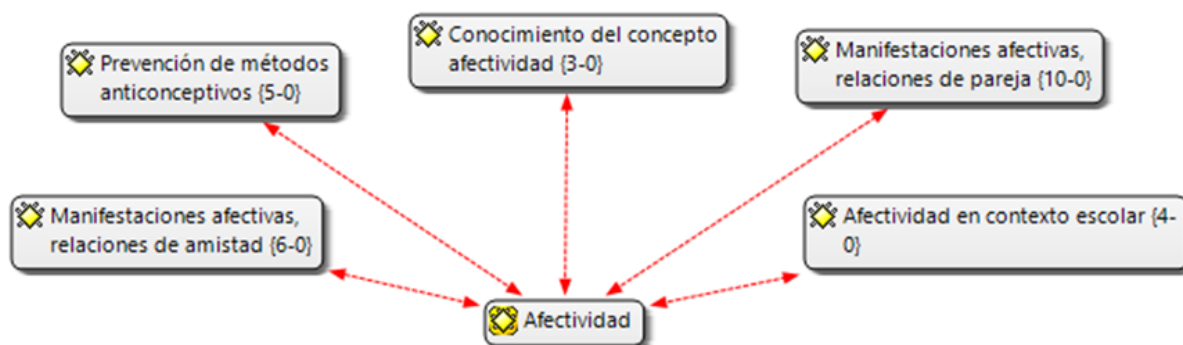 Prevención de métodos
anticonceptivos {5-0}
Conocimiento del concepto
afectividad {3-0}
Manifestaciones afectivas,
relaciones de pareja {10-0}
Manifestaciones afectivas,
relaciones de amistad {6-0}
Afectividad en contexto escolar {4-
0}
Afectividad